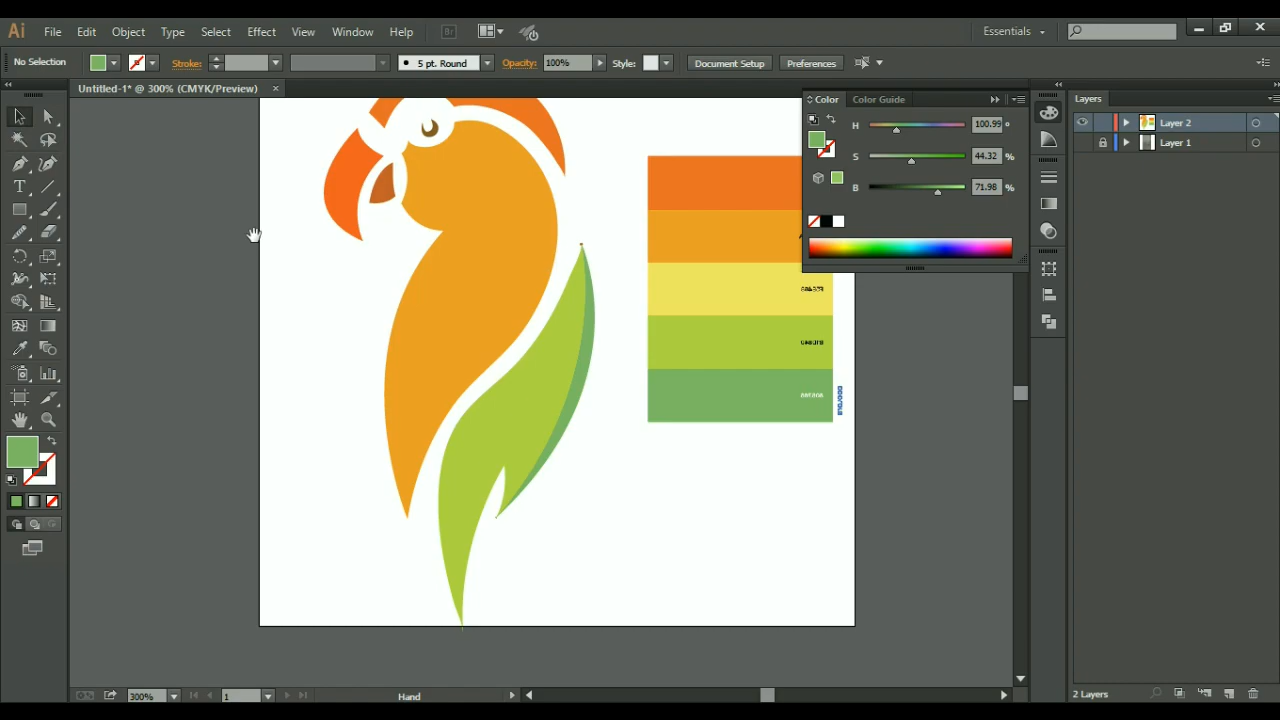 Ai File Edit Object Type Select Effect View Window Help Br Essentials
No Selection Stroke: 5 pt. Round Opacity: 100% Style: Document Setup Preferences
Untitled-1* @ 300% (CMYK/Preview) ×
Color Color Guide
H 100.99 °
S 44.32 %
B 71.98 %
Layers
Layer 2
Layer 1
300% 1 Hand
2 Layers